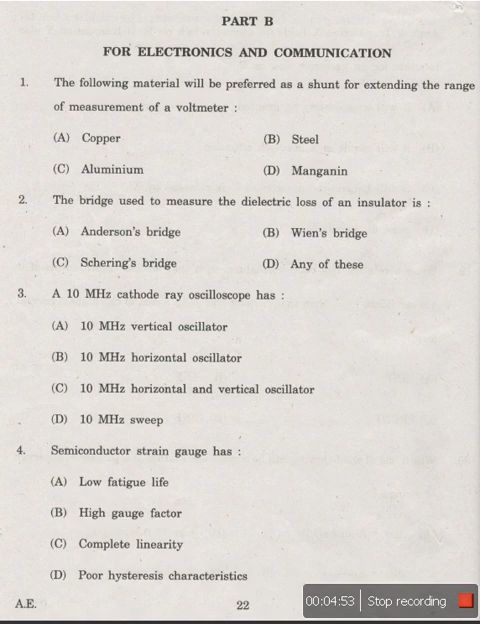 PART B
FOR ELECTRONICS AND COMMUNICATION
1. The following material will be preferred as a shunt for extending the range
of measurement of a voltmeter :
(A) Copper (B) Steel
(C) Aluminium (D) Manganin
2. The bridge used to measure the dielectric loss of an insulator is :
(A) Anderson's bridge (B) Wien's bridge
(C) Schering's bridge (D) Any of these
3. A 10 MHz cathode ray oscilloscope has :
(A) 10 MHz vertical oscillator
(B) 10 MHz horizontal oscillator
(C) 10 MHz horizontal and vertical oscillator
(D) 10 MHz sweep
4. Semiconductor strain gauge has :
(A) Low fatigue life
(B) High gauge factor
(C) Complete linearity
(D) Poor hysteresis characteristics
A.E. 22
00:04:53 Stop recording